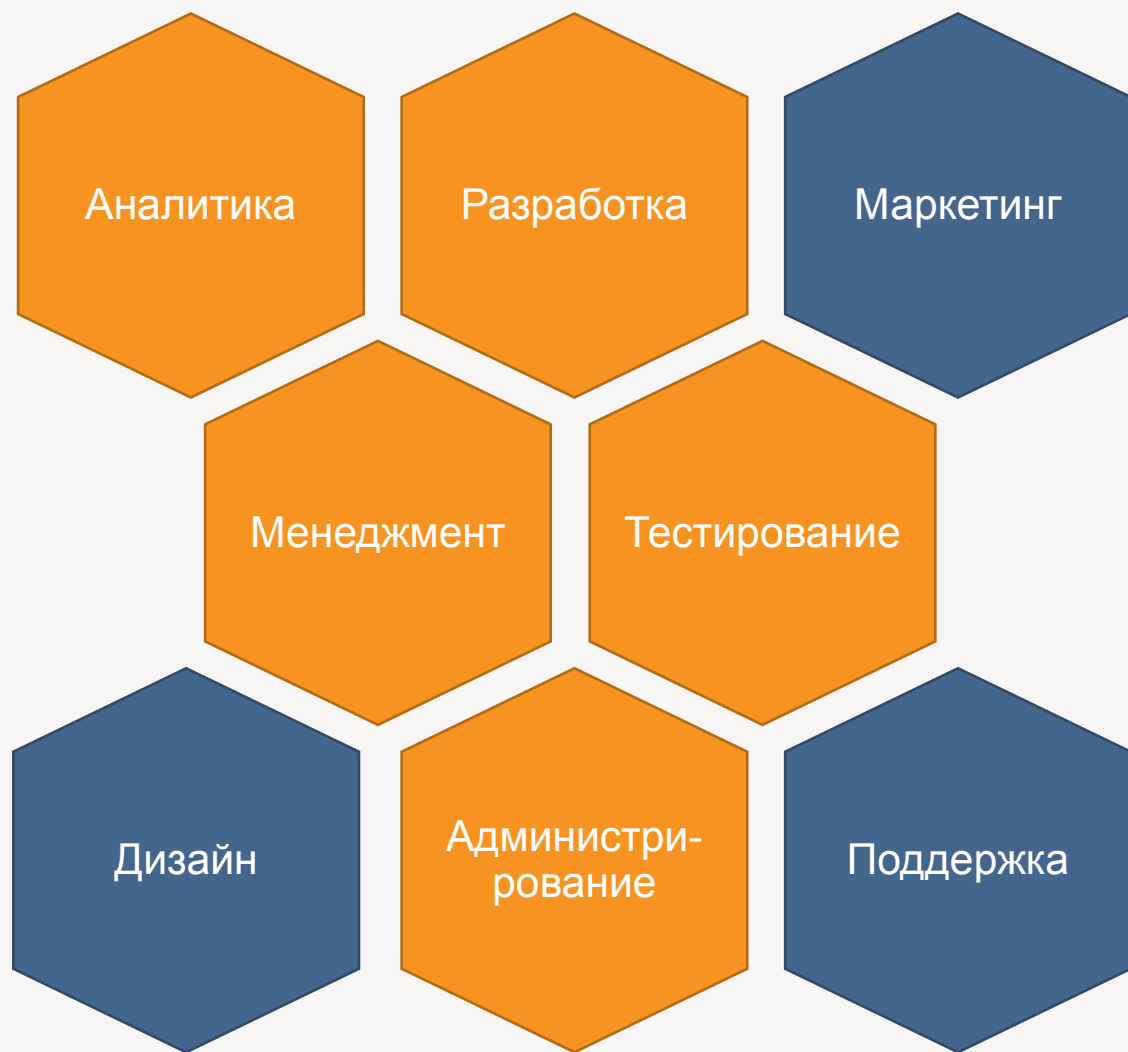 Аналитика
Разработка
Маркетинг
Менеджмент
Тестирование
Дизайн
Администри-
рование
Поддержка